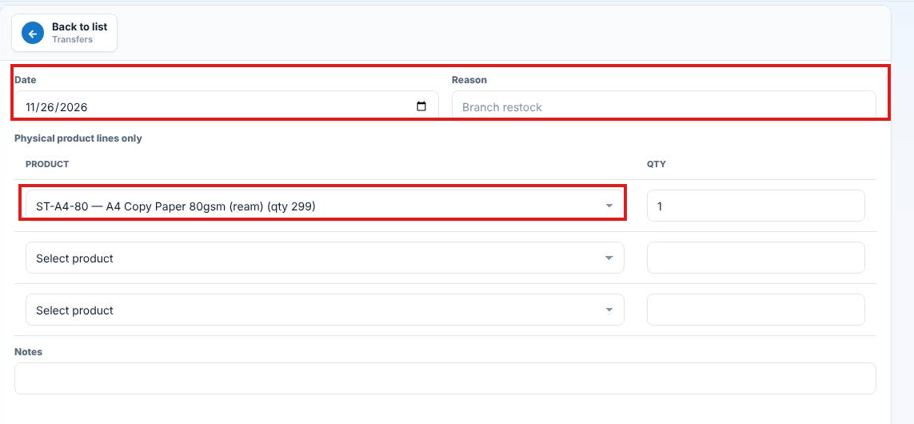 Back to list
Transfers
Date
Reason
11/26/2026
Branch restock
Physical product lines only
PRODUCT
QTY
ST-A4-80 — A4 Copy Paper 80gsm (ream) (qty 299)
1
Select product
Select product
Notes